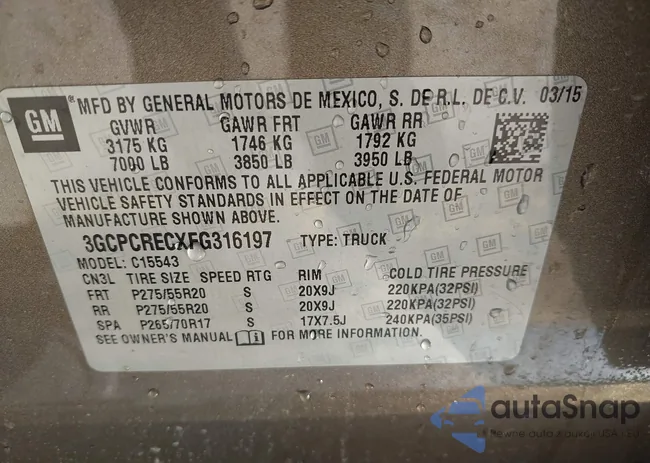 GM
MFD BY GENERAL MOTORS DE MEXICO, S. DE R.L. DE C.V. 03/15
GVWR GAWR FRT GAWR RR
3175 KG 1746 KG 1792 KG
7000 LB 3850 LB 3950 LB
THIS VEHICLE CONFORMS TO ALL APPLICABLE U.S. FEDERAL MOTOR
VEHICLE SAFETY STANDARDS IN EFFECT ON THE DATE OF
MANUFACTURE SHOWN ABOVE.
3GCPCRECXFG316197 TYPE: TRUCK
MODEL: C15543
CN3L TIRE SIZE SPEED RTG RIM COLD TIRE PRESSURE
FRT P275/55R20 S 20X9J 220KPA(32PSI)
RR P275/55R20 S 20X9J 220KPA(32PSI)
SPA P265/70R17 S 17X7.5J 240KPA(35PSI)
SEE OWNER'S MANUAL FOR MORE INFORMATION.
autaSnap
Pewne auta